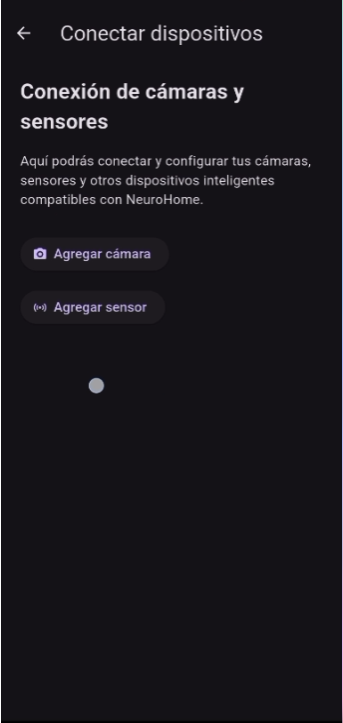 Conectar dispositivos
Conexión de cámaras y
sensores
Aquí podrás conectar y configurar tus cámaras,
sensores y otros dispositivos inteligentes
compatibles con NeuroHome.
Agregar cámara
Agregar sensor